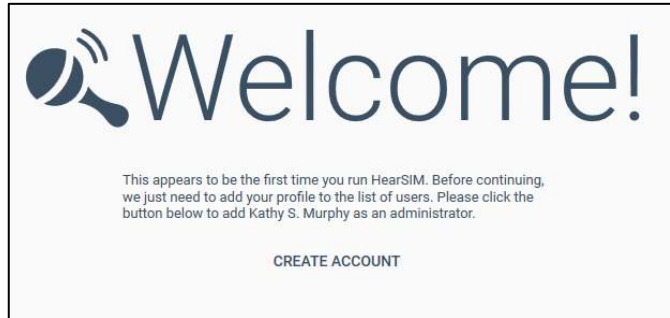 Welcome!
This appears to be the first time you run HearSIM. Before continuing,
we just need to add your profile to the list of users. Please click the
button below to add Kathy S. Murphy as an administrator.
CREATE ACCOUNT